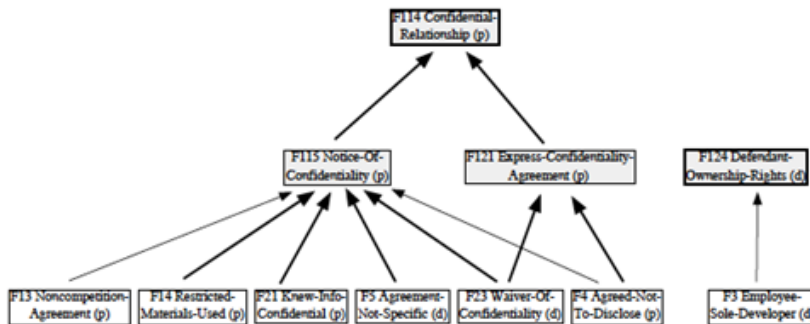 F114 Confidential-
Relationship (p)
F115 Notice-Of-
Confidentiality (p)
F121 Express-Confidentiality-
Agreement (p)
F124 Defendant-
Ownership-Rights (d)
F13 Noncompetition-
Agreement (p)
F14 Restricted-
Materials-Used (p)
F21 Knew-Info-
Confidential (p)
F5 Agreement-
Not-Specific (d)
F23 Waiver-Of-
Confidentiality (d)
F4 Agreed-Not-
To-Disclose (p)
F3 Employee-
Sole-Developer (d)